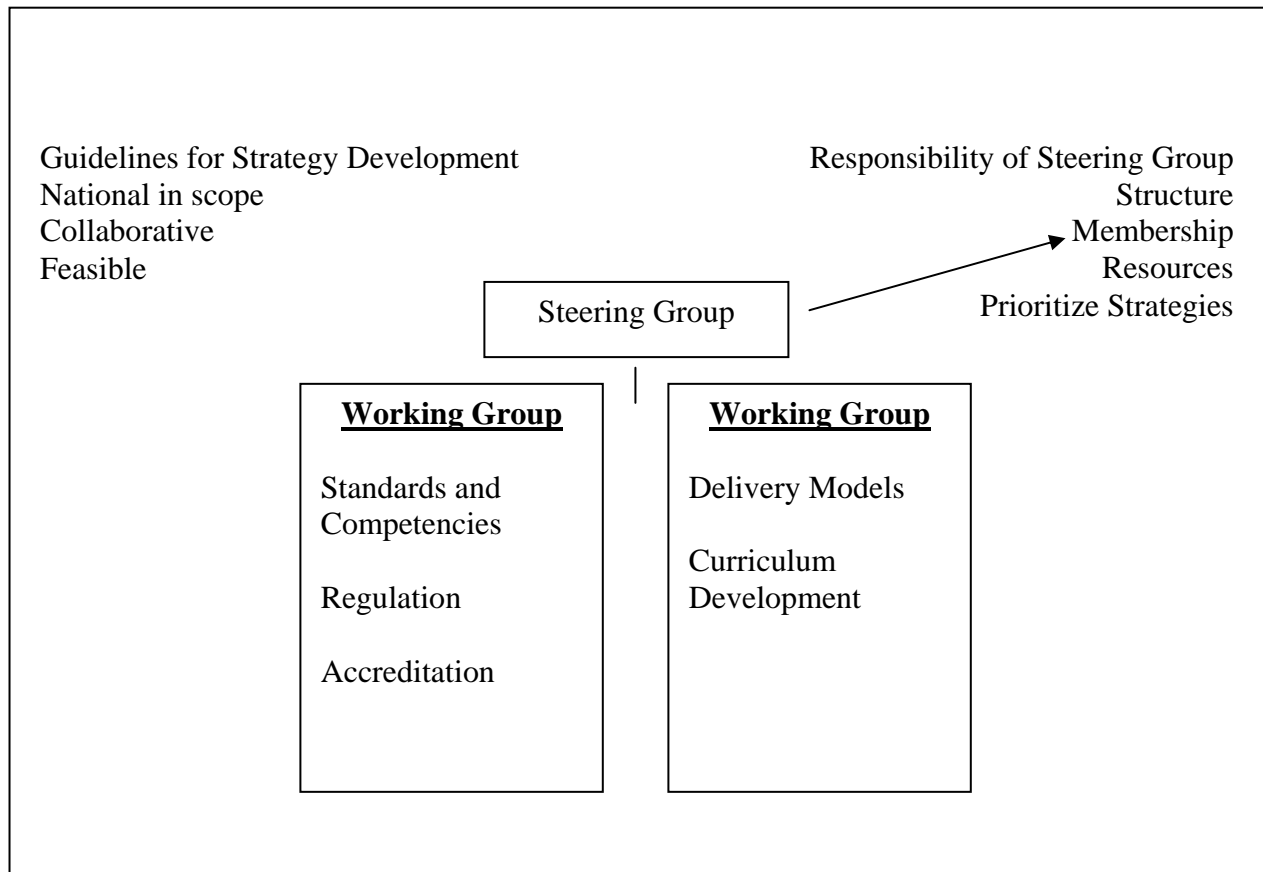 Guidelines for Strategy Development
National in scope
Collaborative
Feasible
Responsibility of Steering Group
Structure
Membership
Resources
Prioritize Strategies
Steering Group
Working Group
Standards and
Competencies
Regulation
Accreditation
Working Group
Delivery Models
Curriculum
Development